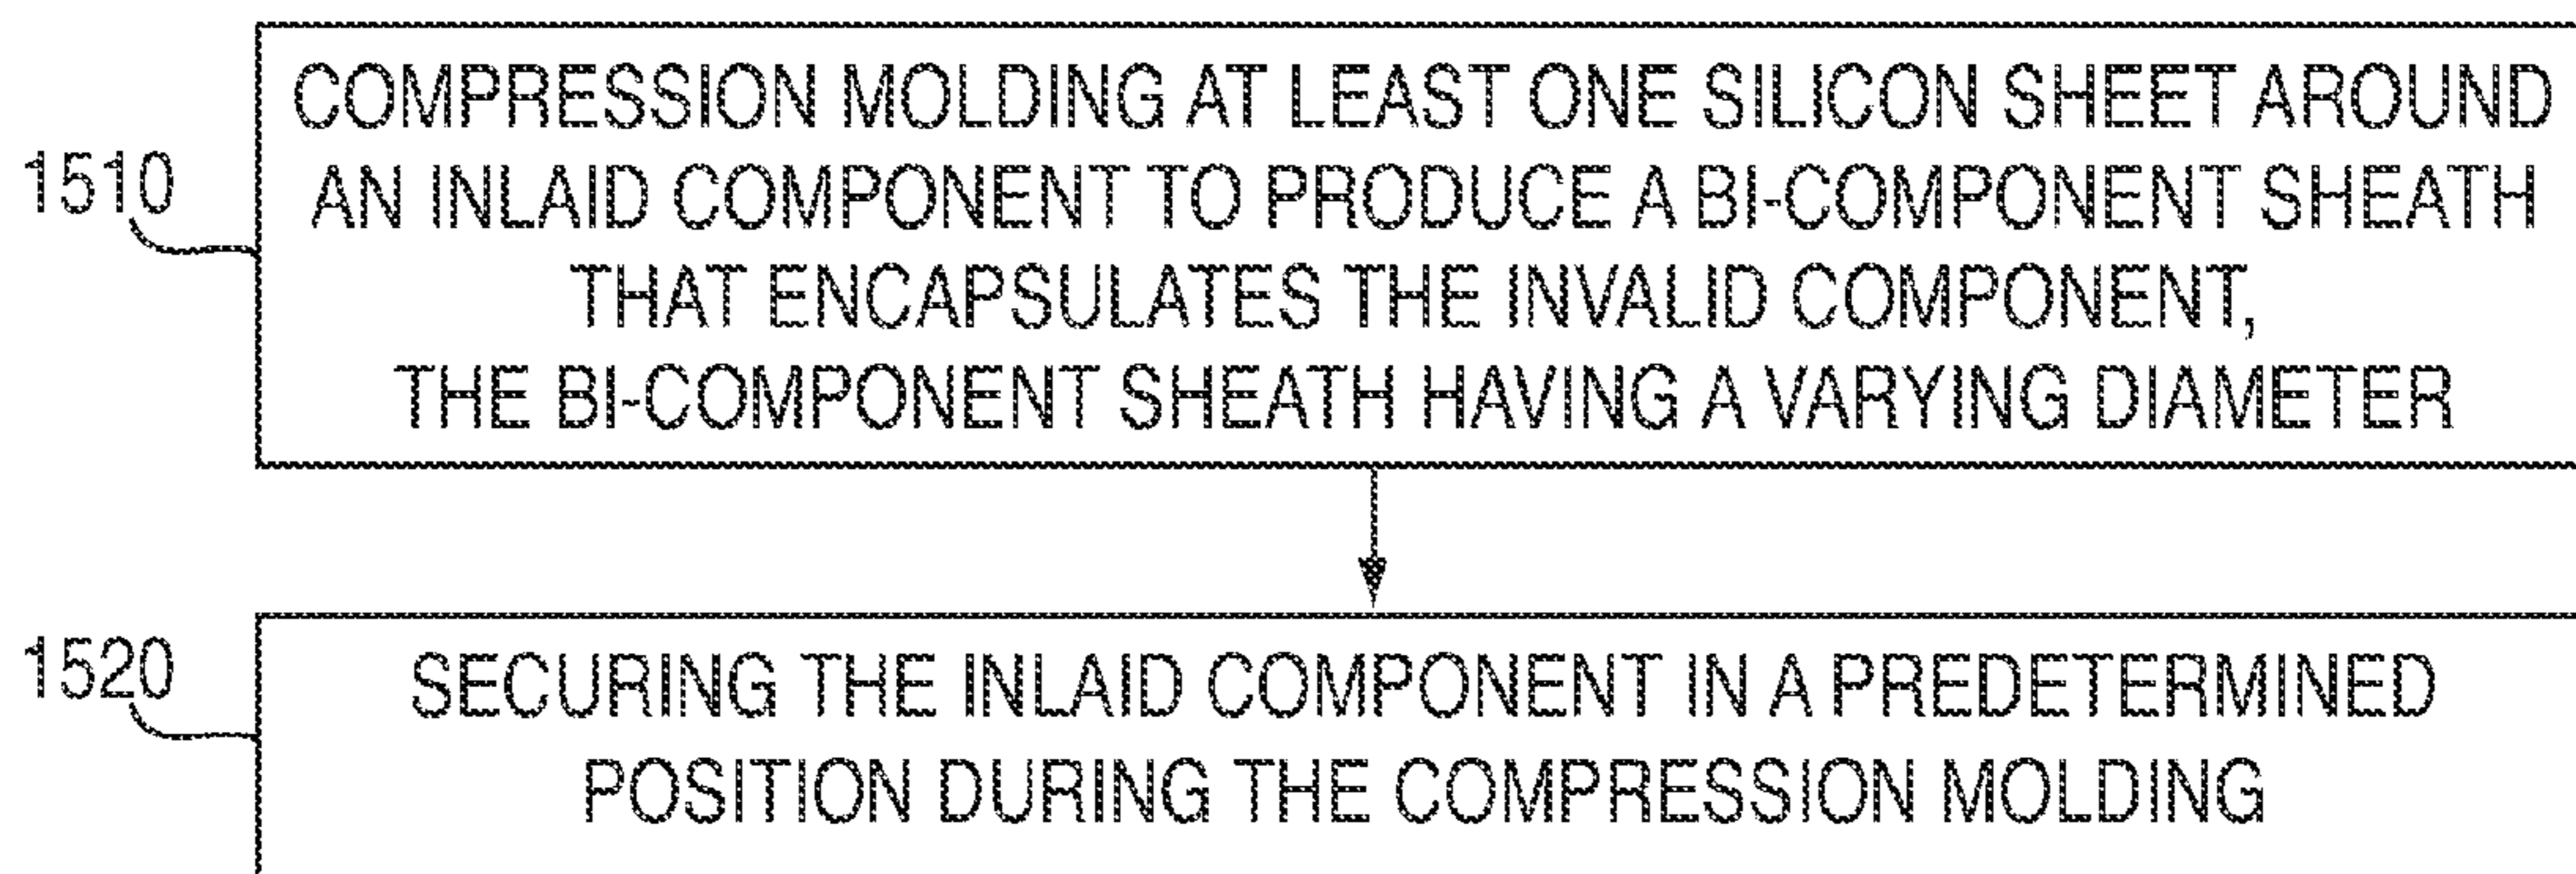 1510
COMPRESSION MOLDING AT LEAST ONE SILICON SHEET AROUND
AN INLAID COMPONENT TO PRODUCE A BI-COMPONENT SHEATH
THAT ENCAPSULATES THE INVALID COMPONENT,
THE BI-COMPONENT SHEATH HAVING A VARYING DIAMETER
1520
SECURING THE INLAID COMPONENT IN A PREDETERMINED
POSITION DURING THE COMPRESSION MOLDING